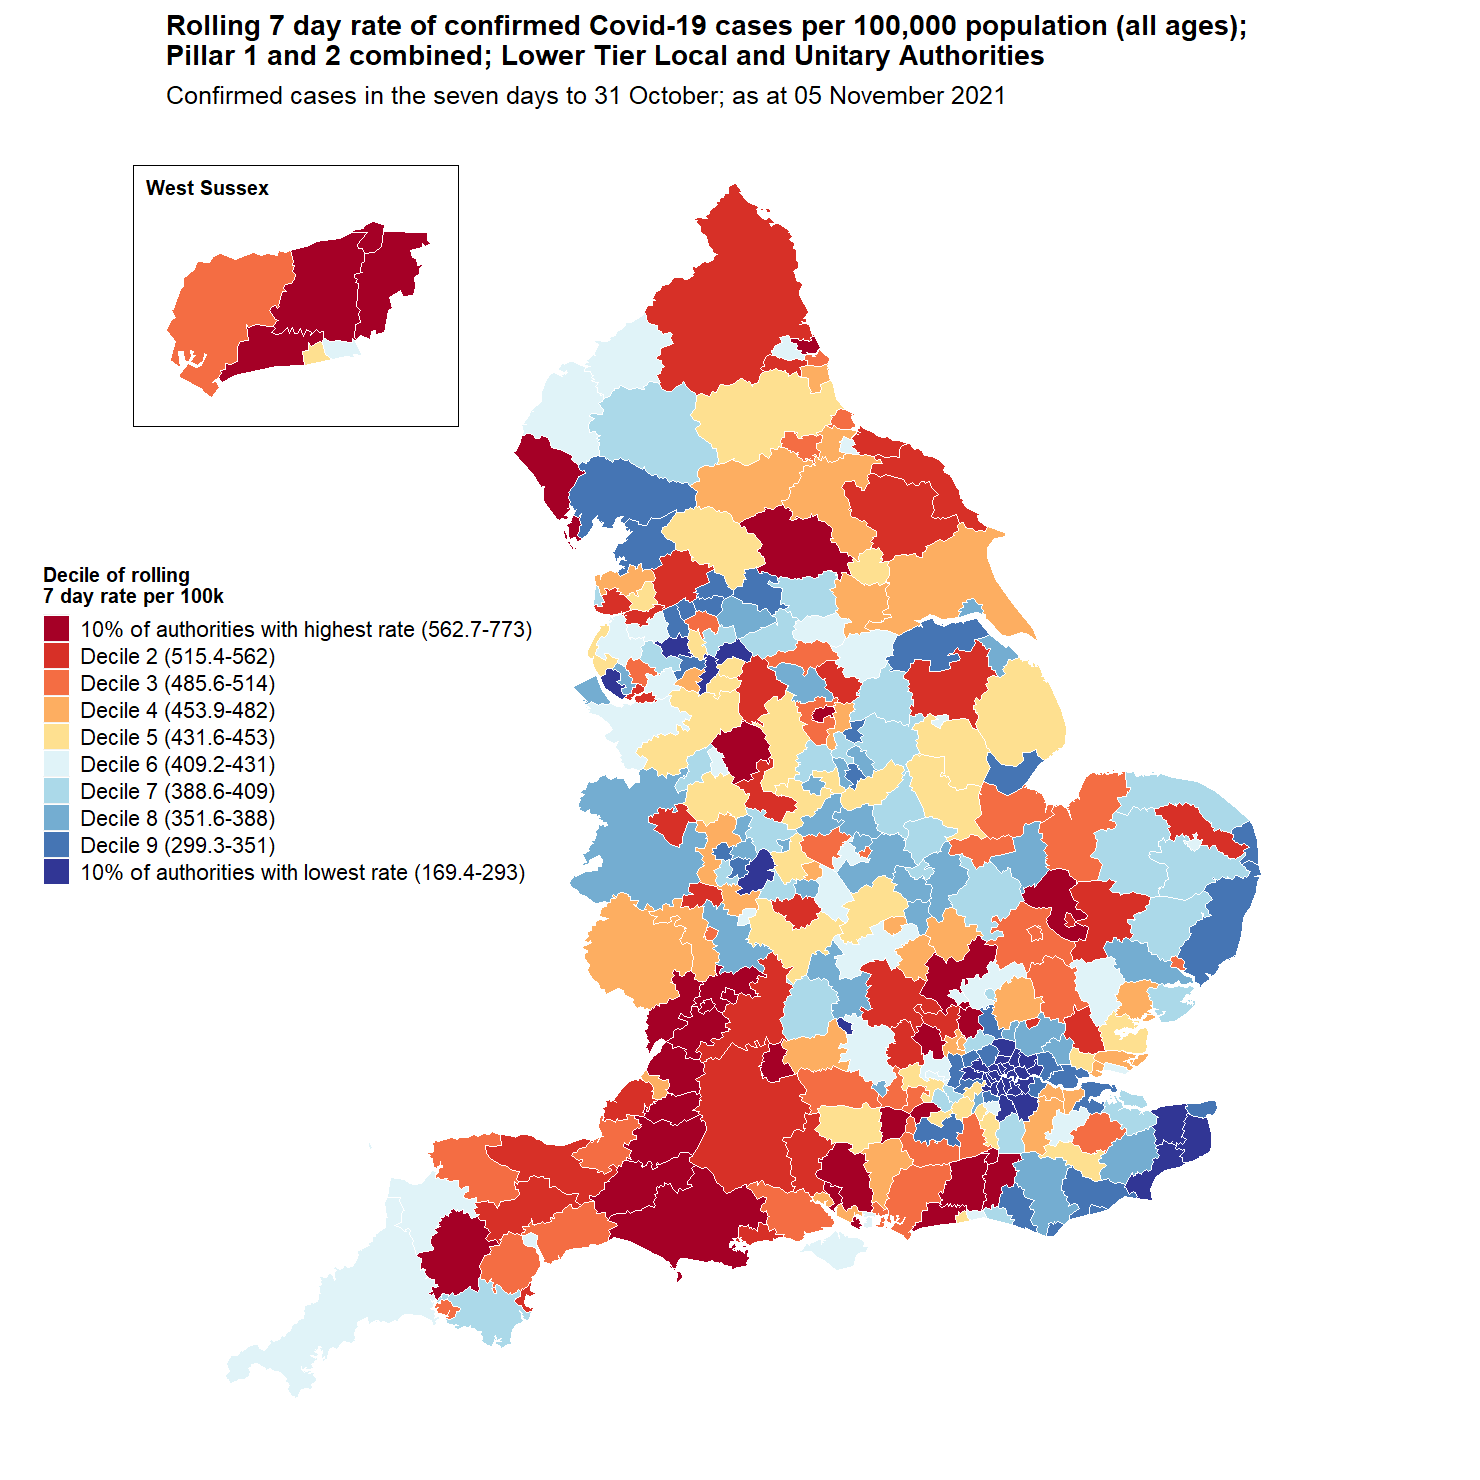 Rolling 7 day rate of confirmed Covid-19 cases per 100,000 population (all ages);
Pillar 1 and 2 combined; Lower Tier Local and Unitary Authorities
Confirmed cases in the seven days to 31 October; as at 05 November 2021
West Sussex
Decile of rolling
7 day rate per 100k
10% of authorities with highest rate (562.7-773)
Decile 2 (515.4-562)
Decile 3 (485.6-514)
Decile 4 (453.9-482)
Decile 5 (431.6-453)
Decile 6 (409.2-431)
Decile 7 (388.6-409)
Decile 8 (351.6-388)
Decile 9 (299.3-351)
10% of authorities with lowest rate (169.4-293)